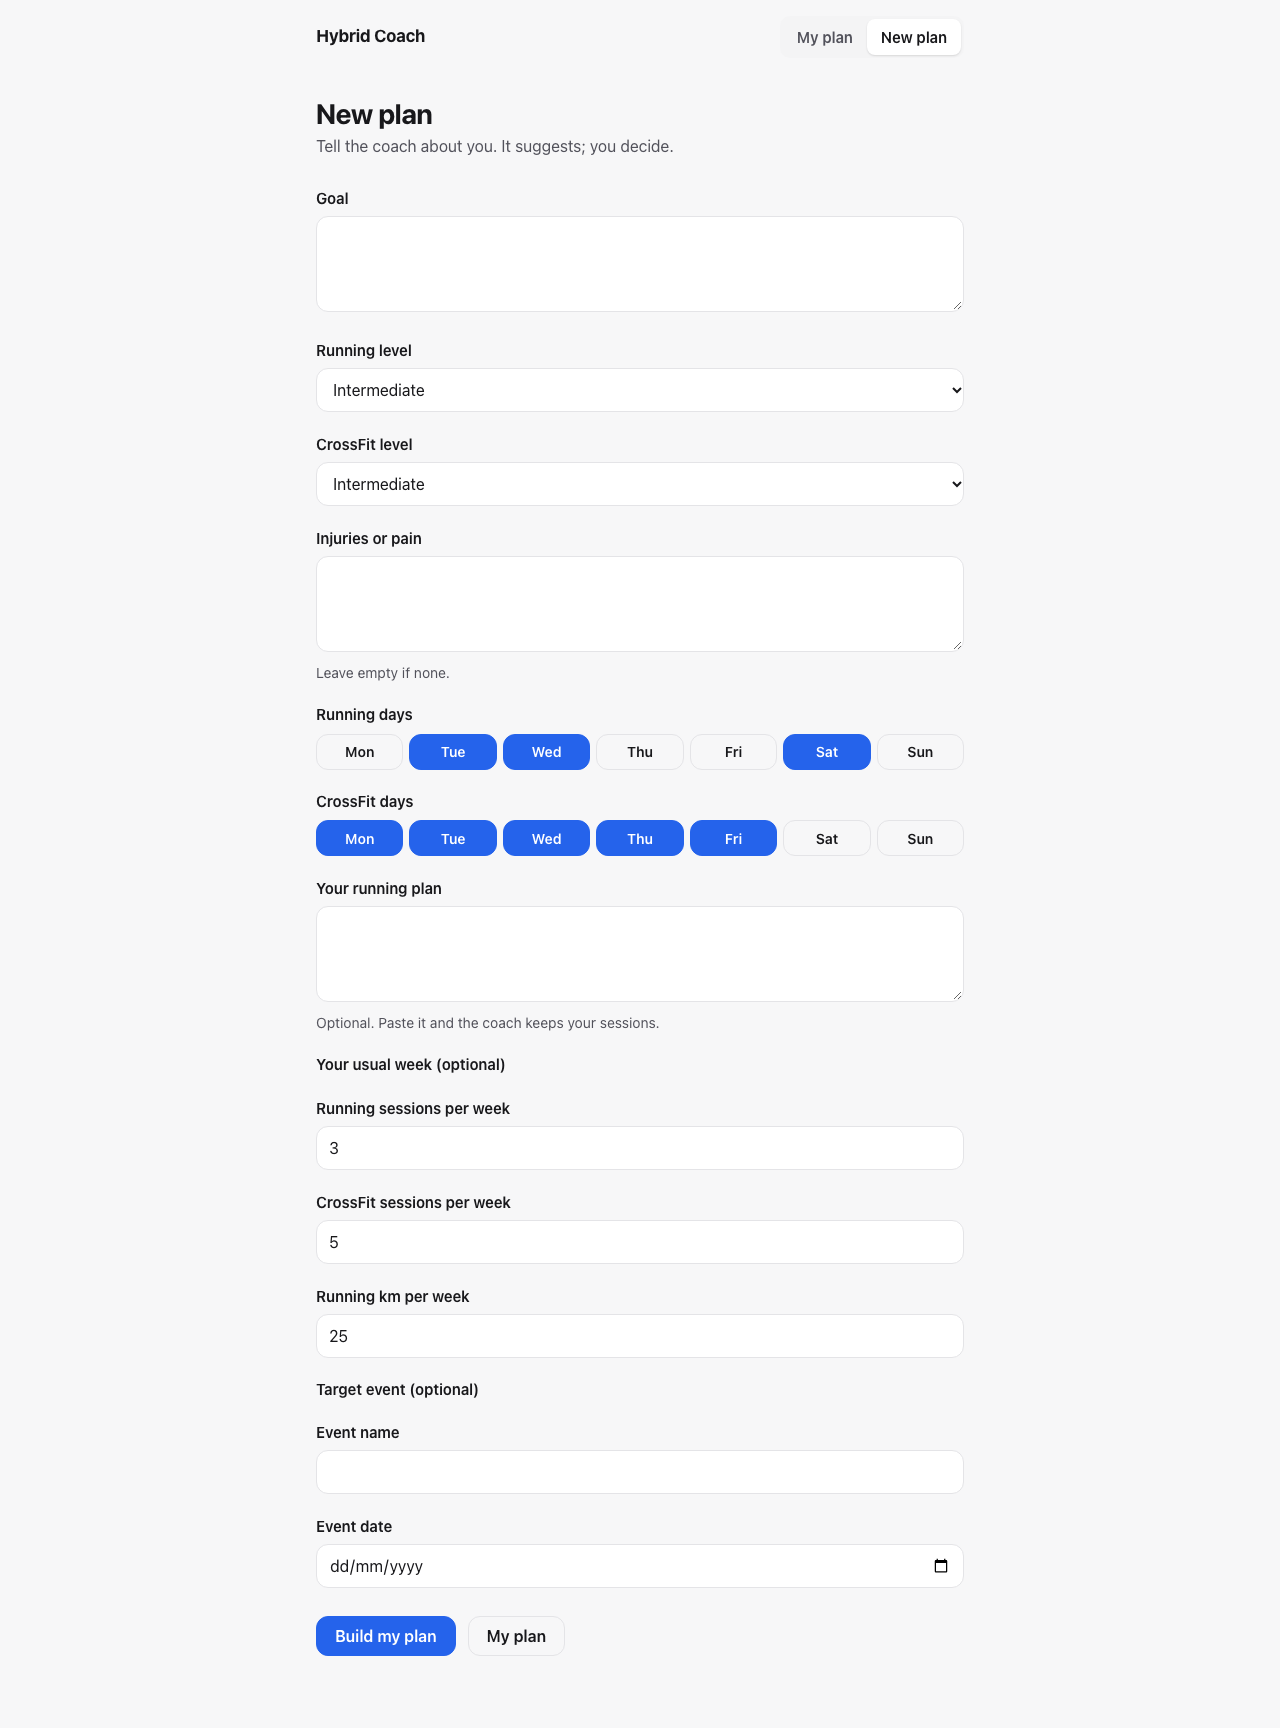 Hybrid Coach
My plan
New plan
New plan
Tell the coach about you. It suggests; you decide.
Goal
Running level
Intermediate
CrossFit level
Intermediate
Injuries or pain
Leave empty if none.
Running days
Mon Tue Wed Thu Fri Sat Sun
CrossFit days
Mon Tue Wed Thu Fri Sat Sun
Your running plan
Optional. Paste it and the coach keeps your sessions.
Your usual week (optional)
Running sessions per week
3
CrossFit sessions per week
5
Running km per week
25
Target event (optional)
Event name
Event date
dd/mm/yyyy
Build my plan
My plan